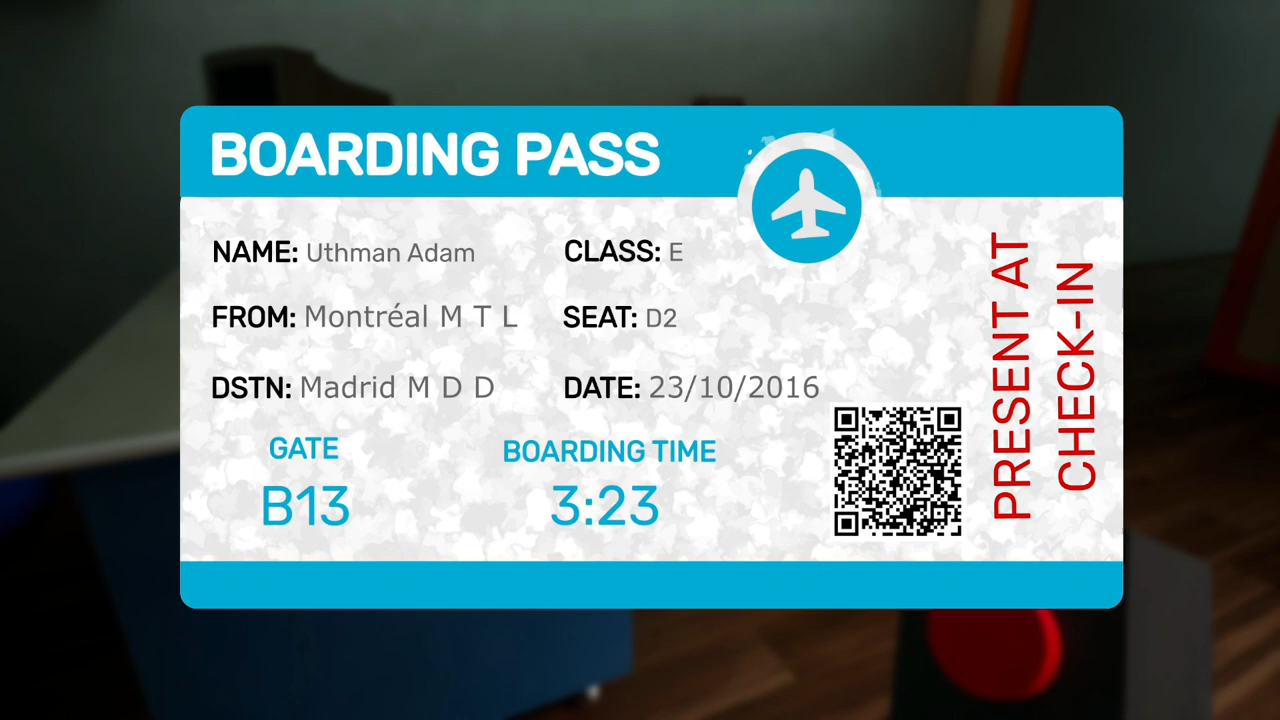 BOARDING PASS
NAME: Uthman Adam
CLASS: E
FROM: Montréal M T L
SEAT: D2
DSTN: Madrid M D D
DATE: 23/10/2016
GATE
BOARDING TIME
B13
3:23
PRESENT AT
CHECK-IN